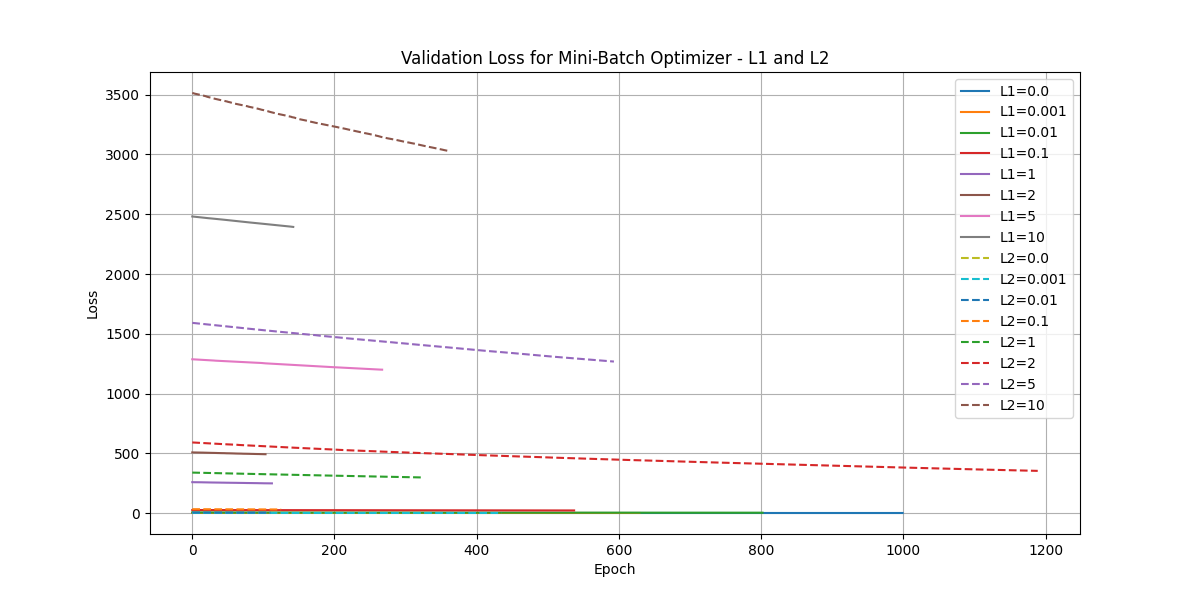 Validation Loss for Mini-Batch Optimizer - L1 and L2
3500
3000
2500
2000
1500
1000
500
0
Loss
0 200 400 600 800 1000 1200
Epoch
L1=0.0
L1=0.001
L1=0.01
L1=0.1
L1=1
L1=2
L1=5
L1=10
L2=0.0
L2=0.001
L2=0.01
L2=0.1
L2=1
L2=2
L2=5
L2=10